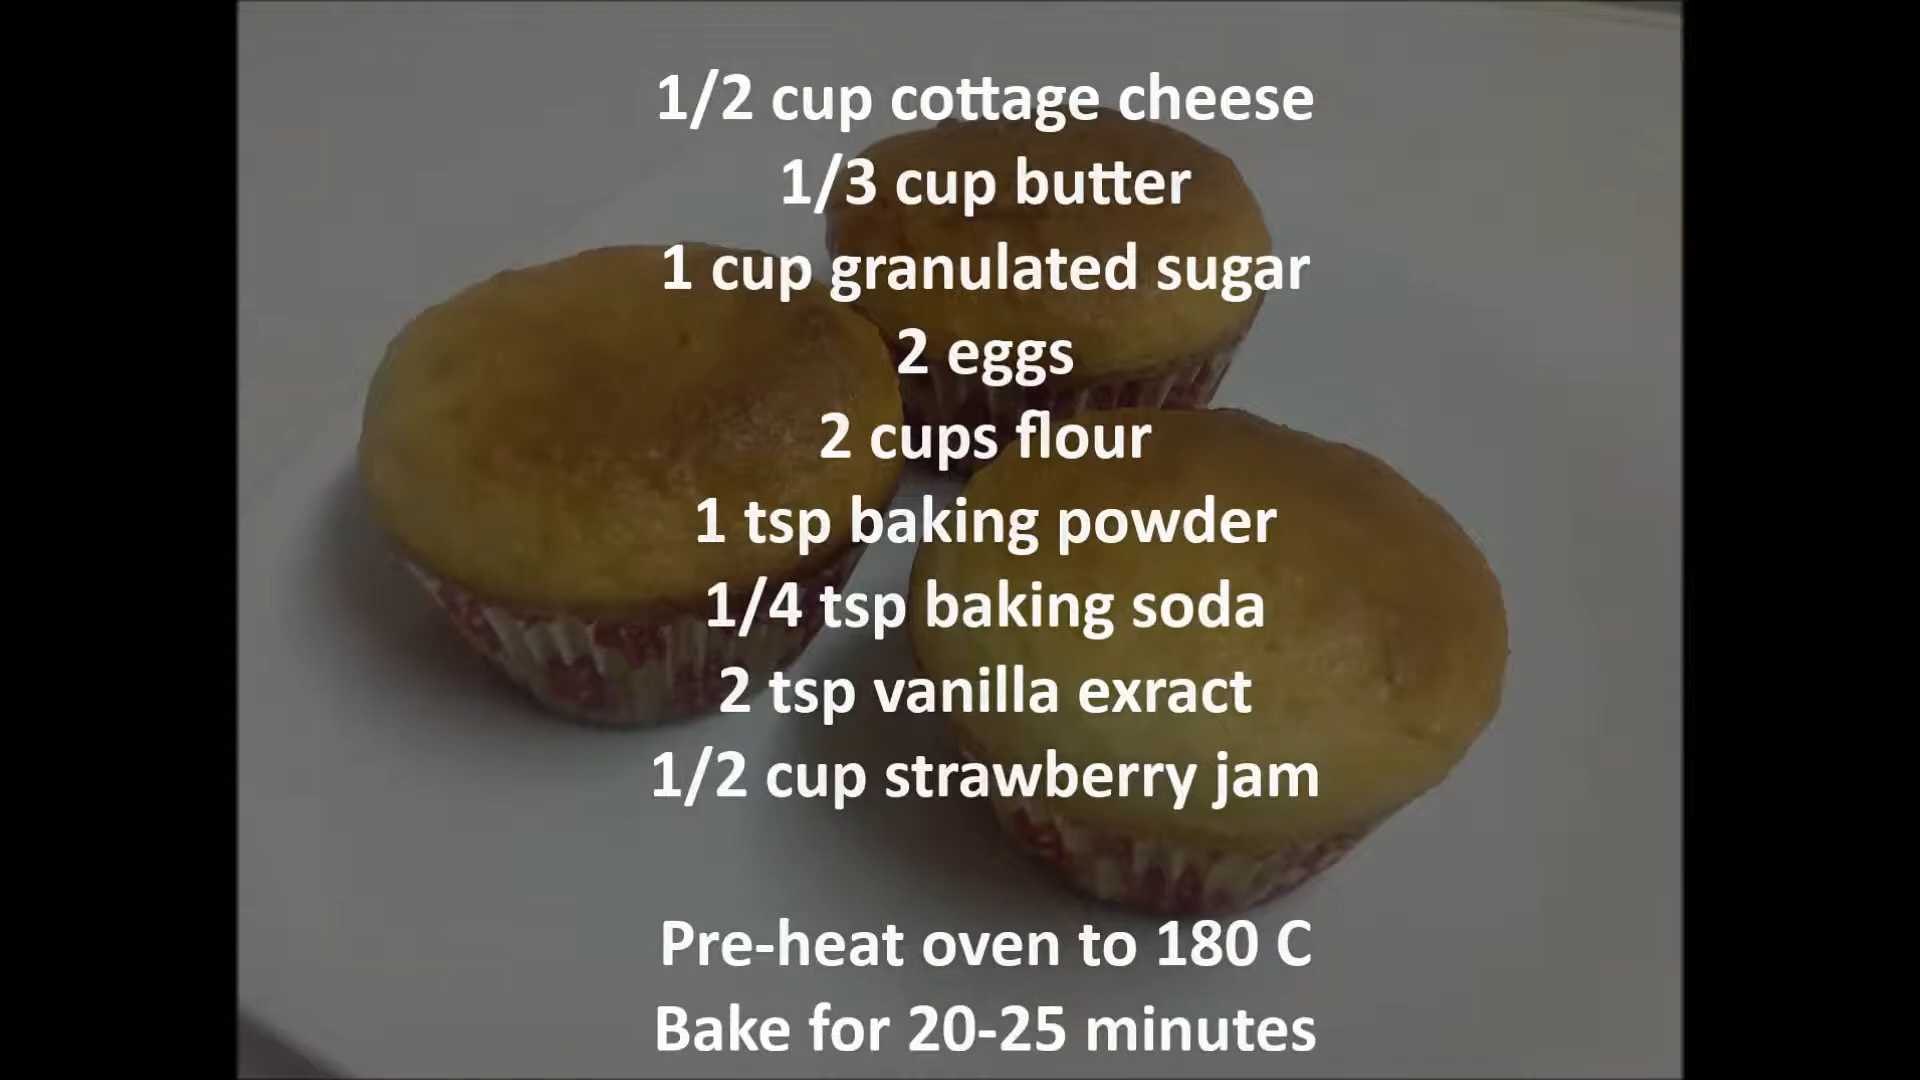 1/2 cup cottage cheese
1/3 cup butter
1 cup granulated sugar
2 eggs
2 cups flour
1 tsp baking powder
1/4 tsp baking soda
2 tsp vanilla exract
1/2 cup strawberry jam
Pre-heat oven to 180 C
Bake for 20-25 minutes